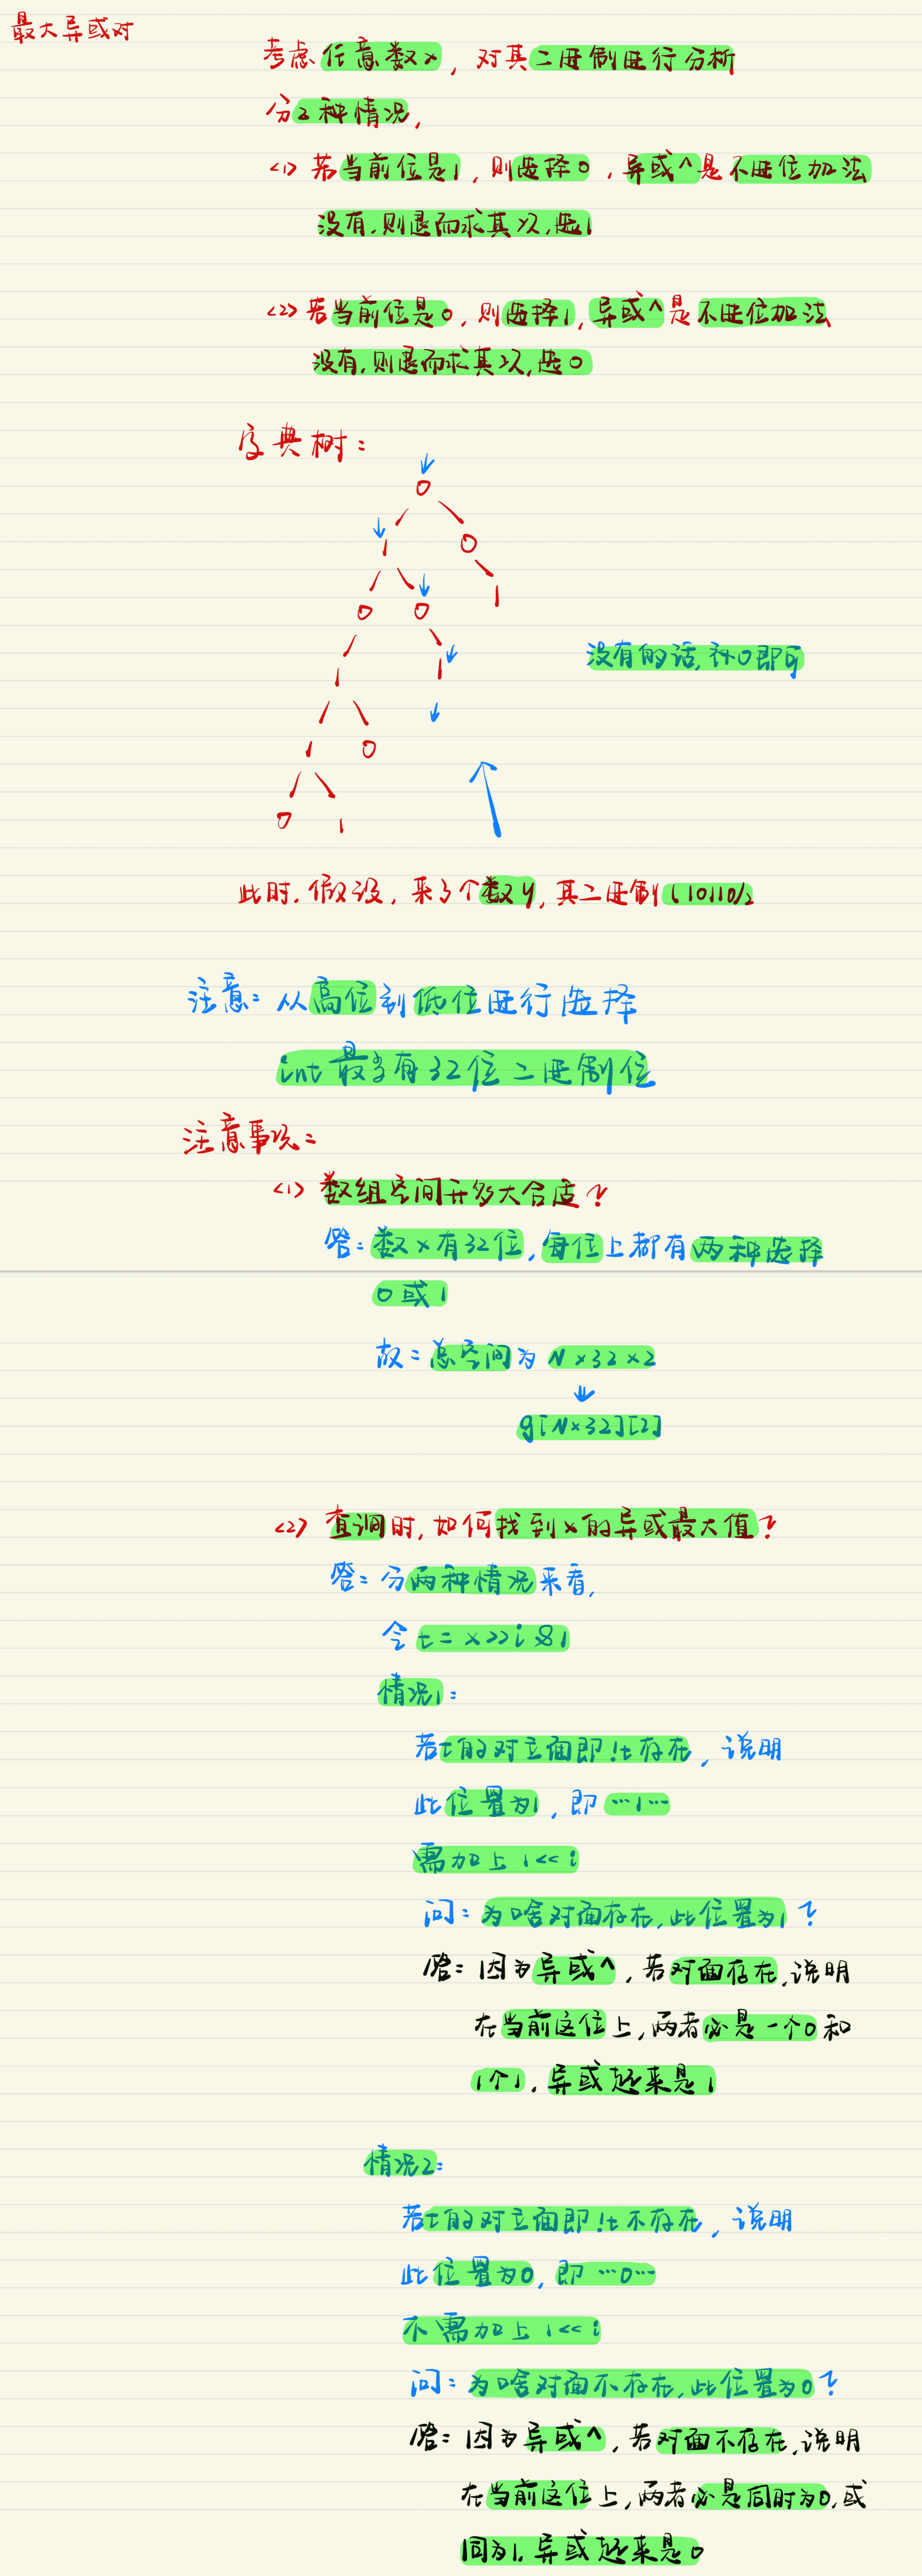 最大异或对
考虑任意数x，对其二进制进行分析
分2种情况，
<1> 若当前位是1，则选择0，异或^是不进位加法
没有，则退而求其次，选1
<2> 若当前位是0，则选择1，异或^是不进位加法
没有，则退而求其次，选0
字典树：
0
1 0
0 0 1
1 1
1 0
0 1
没有的话，补0即可
此时，假设，来了个数y，其二进制(10110)2
注意：从高位到低位进行选择
int最多有32位二进制位
注意事项：
<1> 数组空间开多大合适？
答：数x有32位，每位上都有两种选择
0或1
故：总空间为N×32×2
g[N×32][2]
<2> 查询时，如何找到x的异或最大值？
答：分两种情况来看，
令t=x>>i&1
情况1：
若t的对立面即!t存在，说明
此位置为1，即…1…
需加上1<<i
问：为啥对面存在，此位置为1？
答：因为异或^，若对面存在，说明
在当前这位上，两者必是一个0和
1个1，异或起来是1
情况2：
若t的对立面即!t不存在，说明
此位置为0，即…0…
不需加上1<<i
问：为啥对面不存在，此位置为0？
答：因为异或^，若对面不存在，说明
在当前这位上，两者必是同时为0，或
同为1，异或起来是0